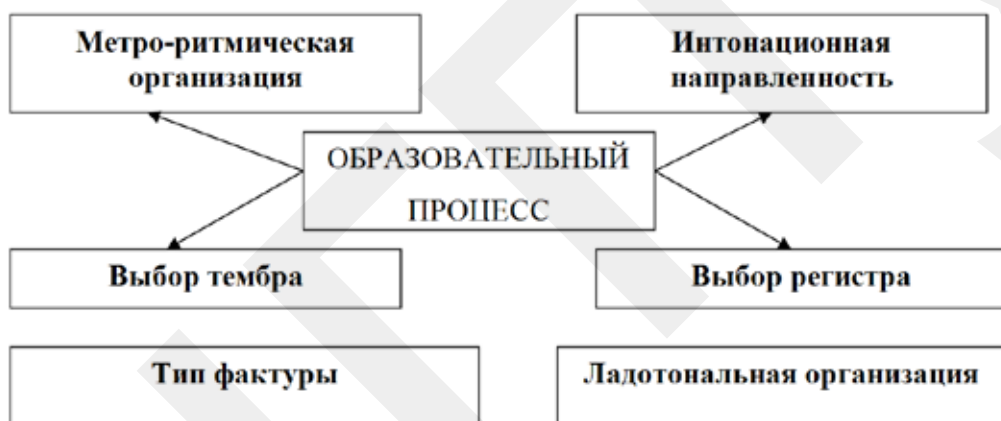 Метро-ритмическая
организация
Интонационная
направленность
ОБРАЗОВАТЕЛЬНЫЙ
ПРОЦЕСС
Выбор тембра
Выбор регистра
Тип фактуры
Ладотональная организация